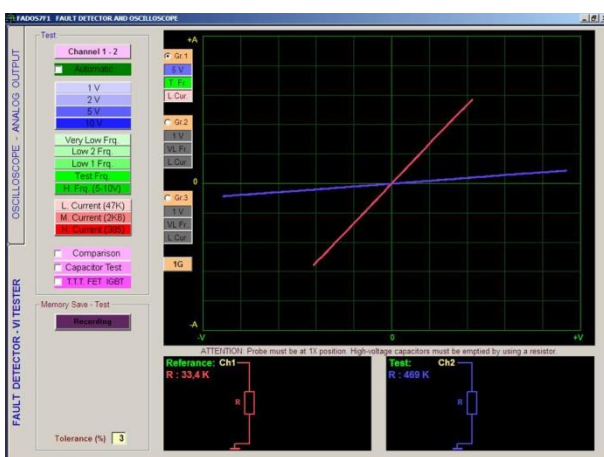 FADOS7F1 FAULT DETECTOR AND OSCILLOSCOPE
OSCILLOSCOPE - ANALOG OUTPUT
FAULT DETECTOR - VI TESTER
Test
Channel 1 - 2
Automatic
1 V
2 V
5 V
10 V
Very Low Frq.
Low 2 Frq.
Low 1 Frq.
Test Frq.
H. Frq. (5-10V)
L. Current (47K)
M. Current (2K8)
H. Current (385)
Comparison
Capacitor Test
T.T.T. FET IGBT
Memory Save - Test
Recording
Tolerance (%) 3
Gr.1
5 V
T. Fr.
L.Cur.
Gr.2
1 V
VL Fr.
L.Cur
Gr.3
1 V
VL Fr.
L.Cur.
1G
+A
0
-A
-V 0 +V
ATTENTION: Probe must be at 1X position. High-voltage capacitors must be emptied by using a resistor.
Referance: Ch1
R : 33,4 K
R
Test: Ch2
R : 469 K
R